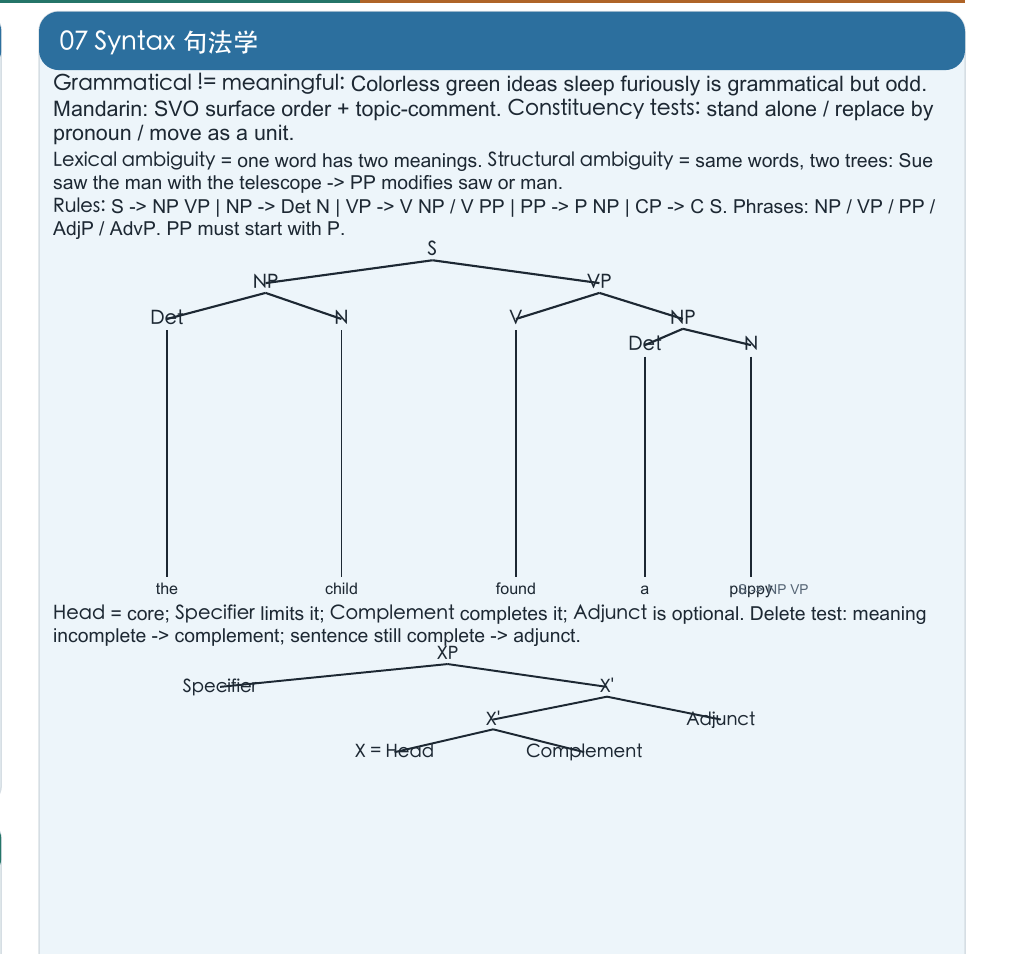 07 Syntax 句法学
Grammatical != meaningful: Colorless green ideas sleep furiously is grammatical but odd.
Mandarin: SVO surface order + topic-comment. Constituency tests: stand alone / replace by
pronoun / move as a unit.
Lexical ambiguity = one word has two meanings. Structural ambiguity = same words, two trees: Sue
saw the man with the telescope -> PP modifies saw or man.
Rules: S -> NP VP | NP -> Det N | VP -> V NP / V PP | PP -> P NP | CP -> C S. Phrases: NP / VP / PP /
AdjP / AdvP. PP must start with P.
S
NP VP
Det N V NP
Det N
the child found a puppy NP VP
Head = core; Specifier limits it; Complement completes it; Adjunct is optional. Delete test: meaning
incomplete -> complement; sentence still complete -> adjunct.
XP
Specifier X'
X' Adjunct
X = Head Complement